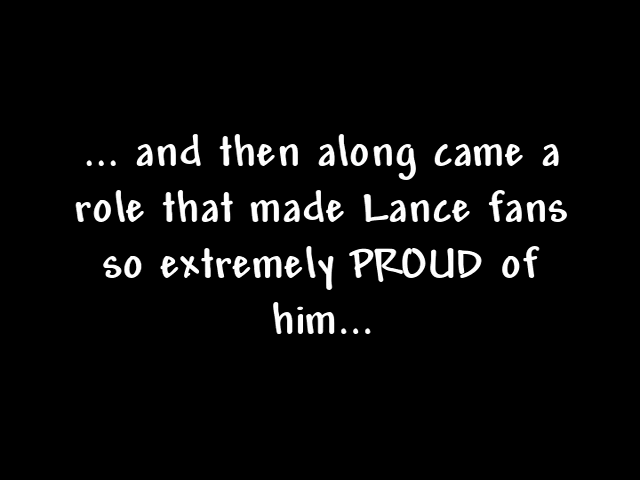 ... and then along came a
role that made Lance fans
so extremely PROUD of
him...